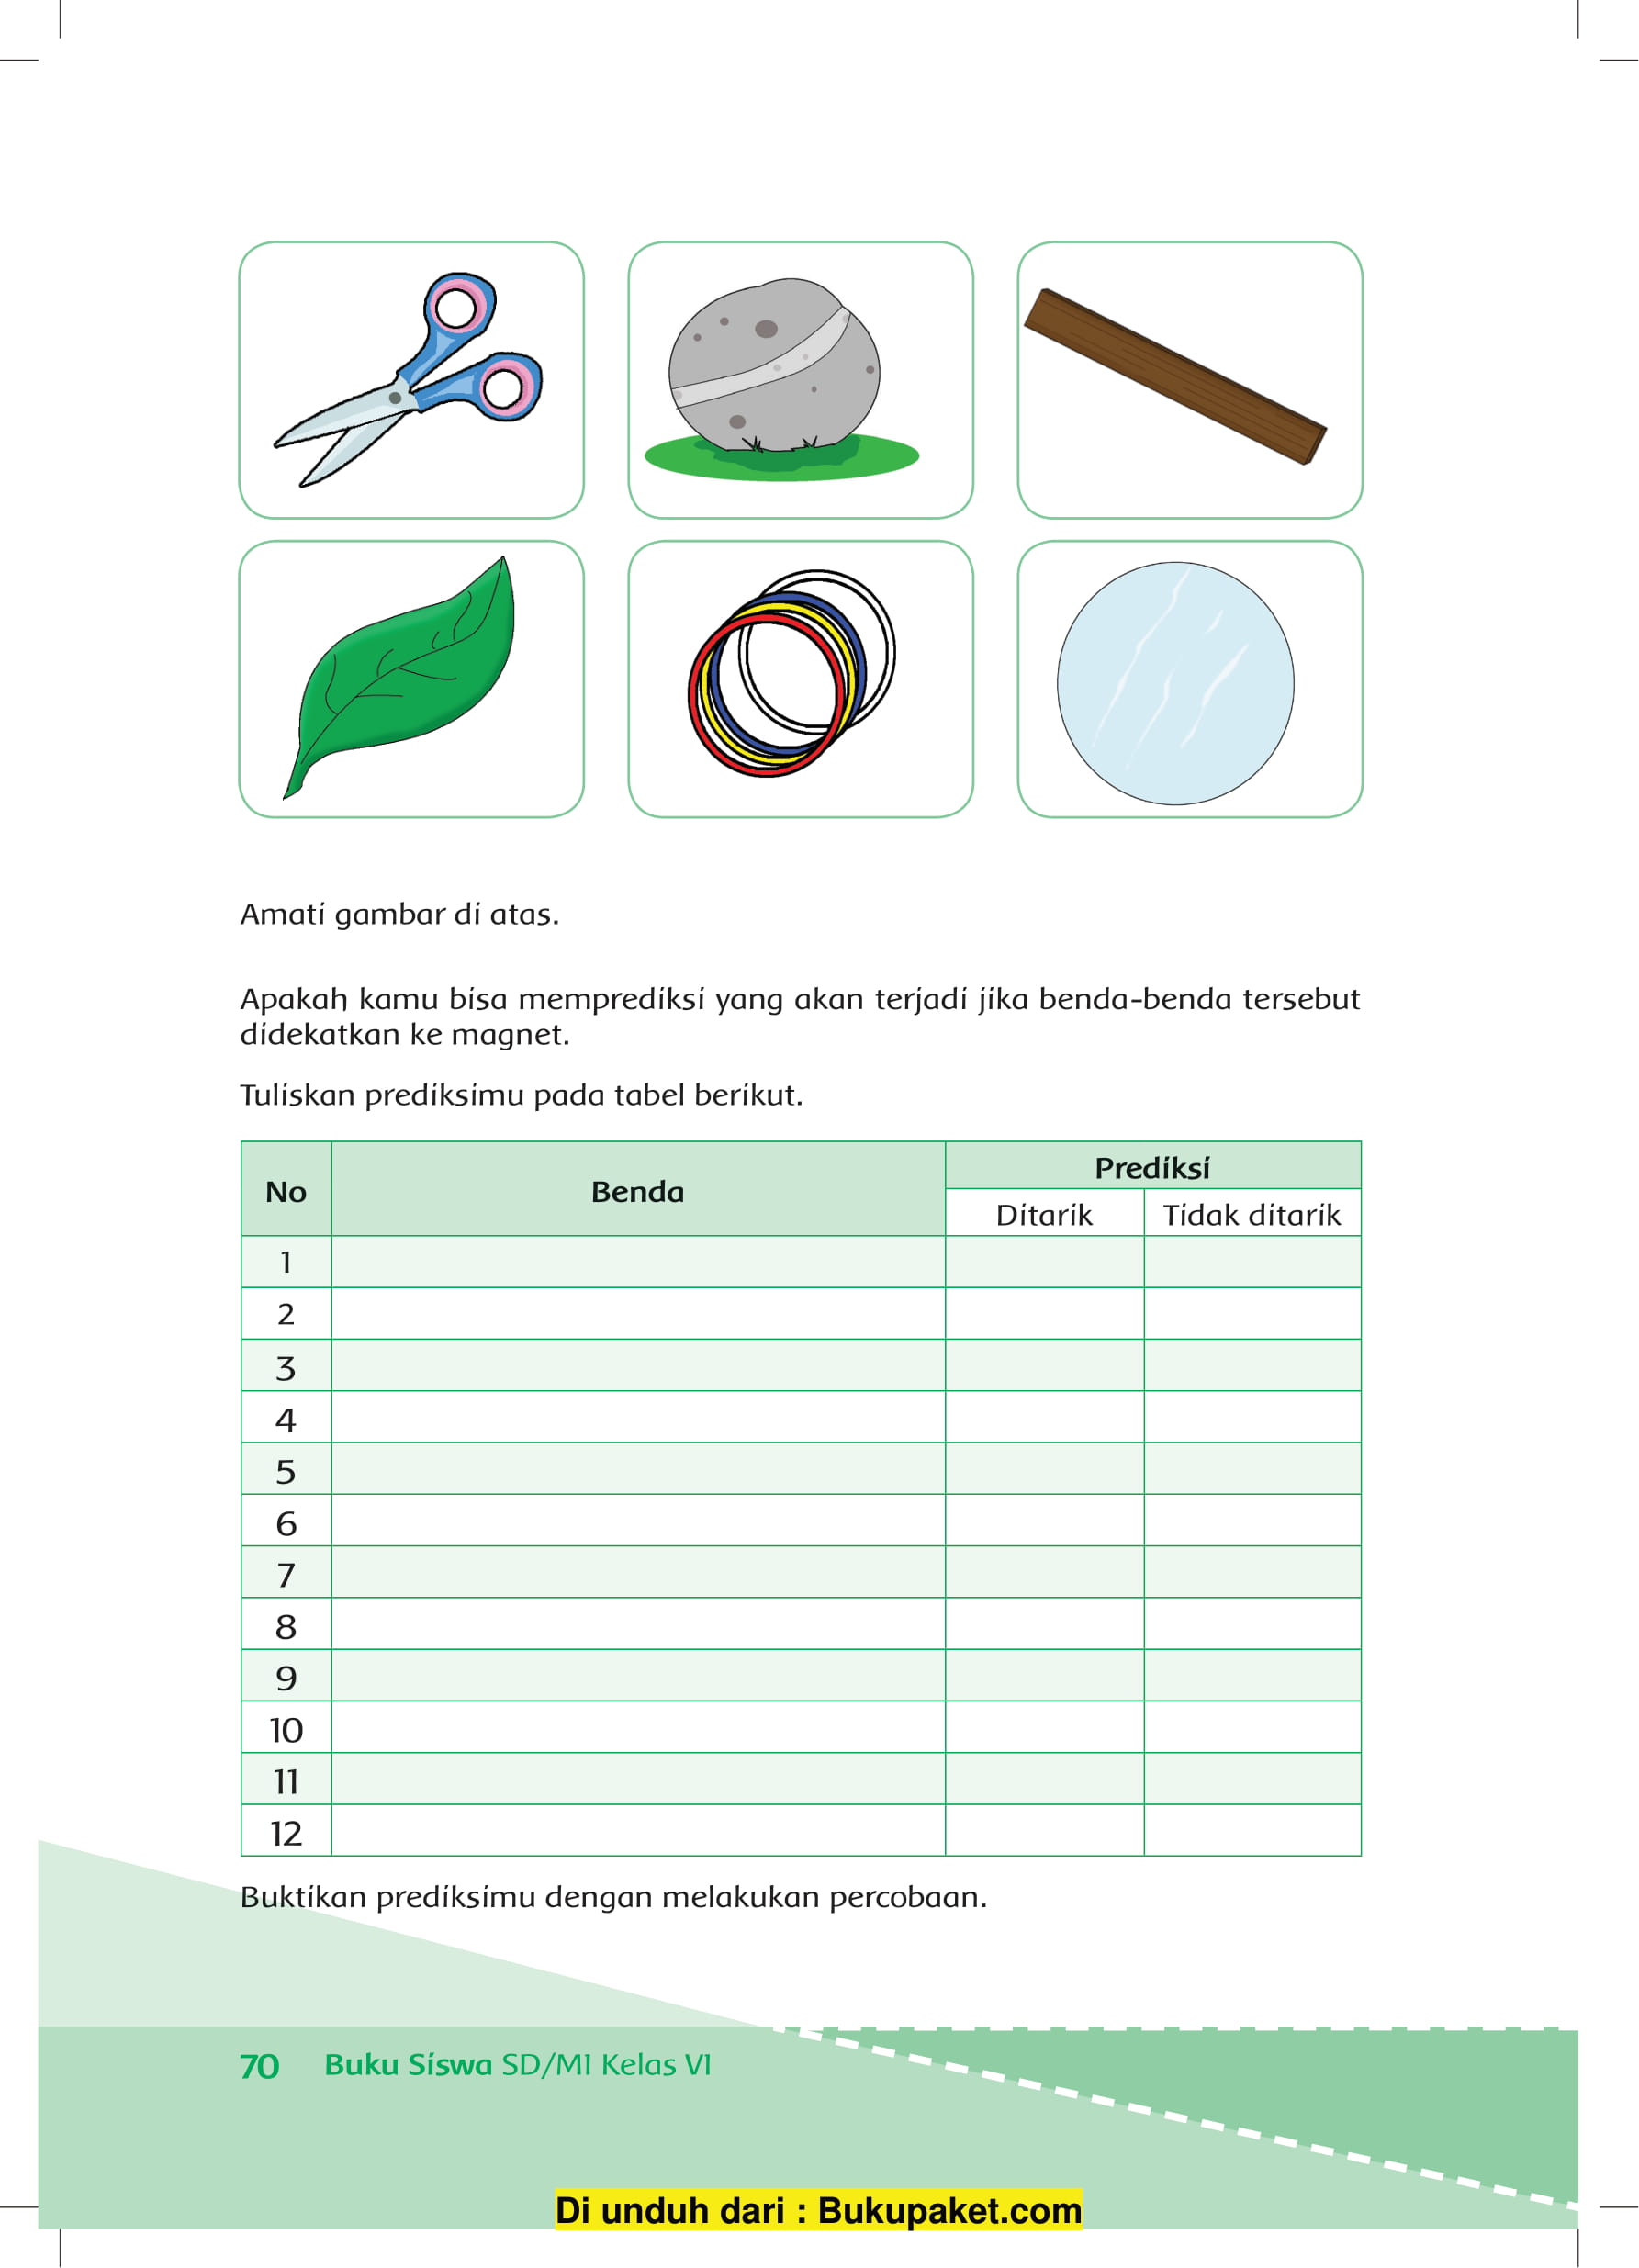 Amati gambar di atas.
Apakah kamu bisa memprediksi yang akan terjadi jika benda-benda tersebut
didekatkan ke magnet.
Tuliskan prediksimu pada tabel berikut.
No Benda Prediksi
Ditarik Tidak ditarik
1
2
3
4
5
6
7
8
9
10
11
12
Buktikan prediksimu dengan melakukan percobaan.
70 Buku Siswa SD/MI Kelas VI
Di unduh dari : Bukupaket.com